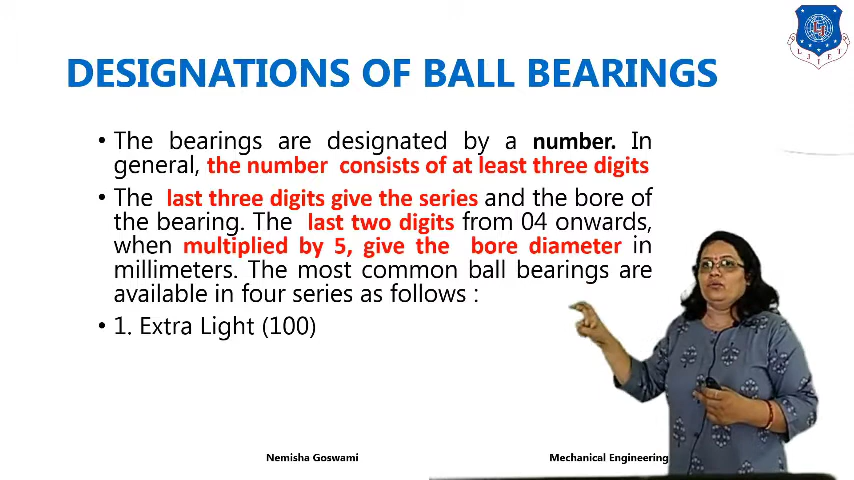 DESIGNATIONS OF BALL BEARINGS
• The bearings are designated by a number. In
general, the number consists of at least three digits
• The last three digits give the series and the bore of
the bearing. The last two digits from 04 onwards,
when multiplied by 5, give the bore diameter in
millimeters. The most common ball bearings are
available in four series as follows :
• 1. Extra Light (100)
Nemisha Goswami
Mechanical Engineering